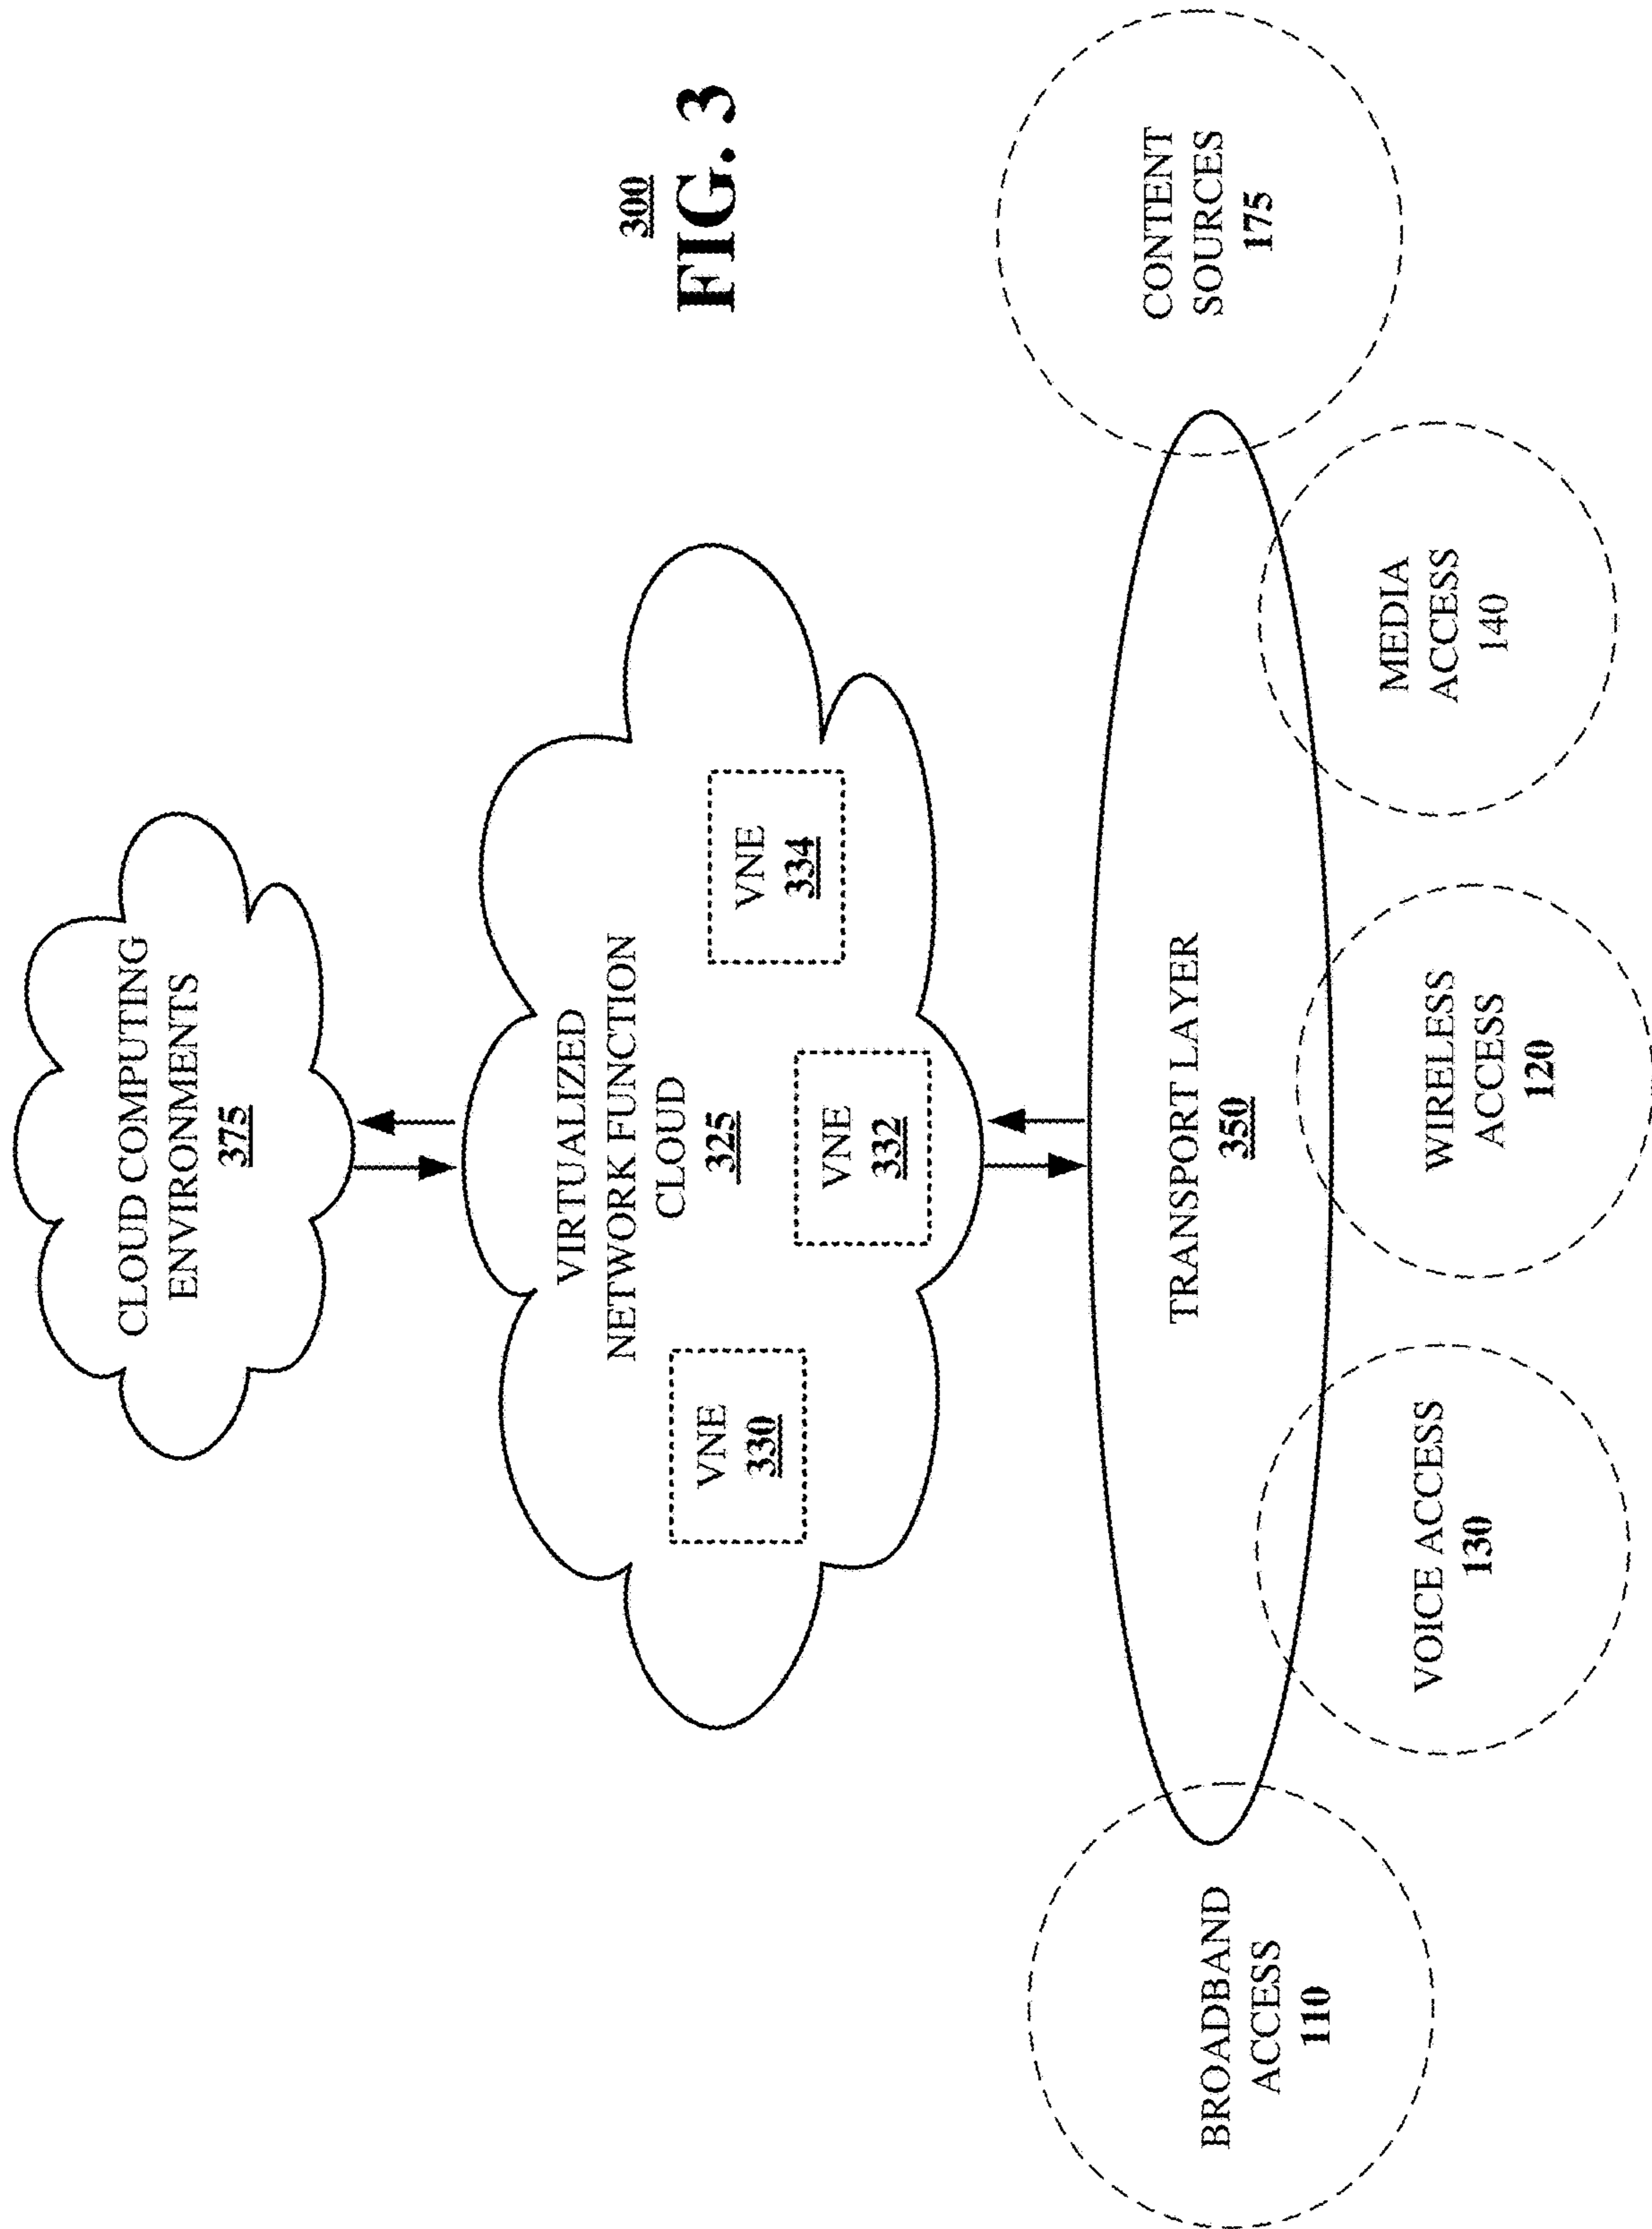 CLOUD COMPUTING
ENVIRONMENTS
375
VIRTUALIZED
NETWORK FUNCTION
CLOUD
325
VNE
330
VNE
332
VNE
334
TRANSPORT LAYER
350
BROADBAND
ACCESS
110
VOICE ACCESS
130
WIRELESS
ACCESS
120
MEDIA
ACCESS
140
CONTENT
SOURCES
175
300
FIG. 3